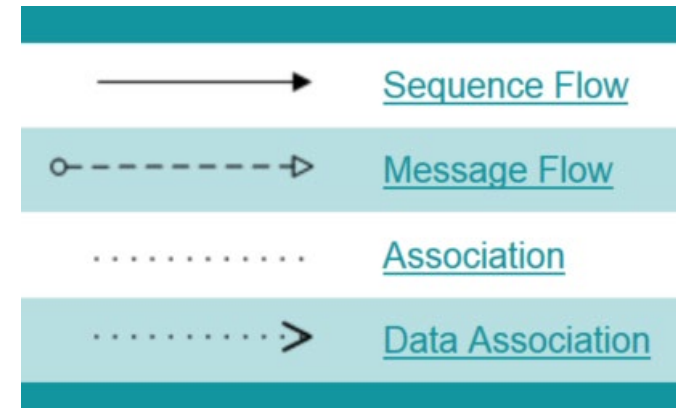 Sequence Flow
Message Flow
Association
Data Association